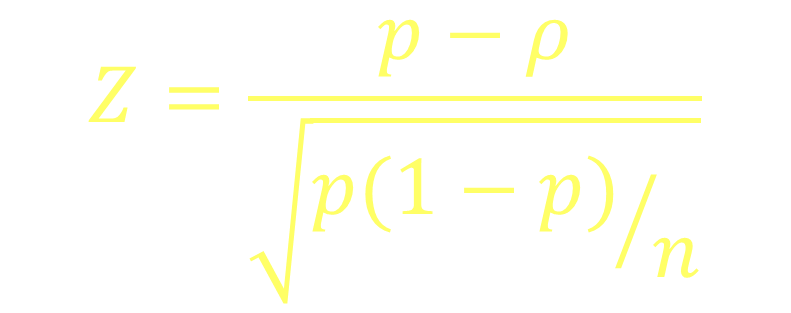 z = (p − ρ) / √(p(1 − p)/n)